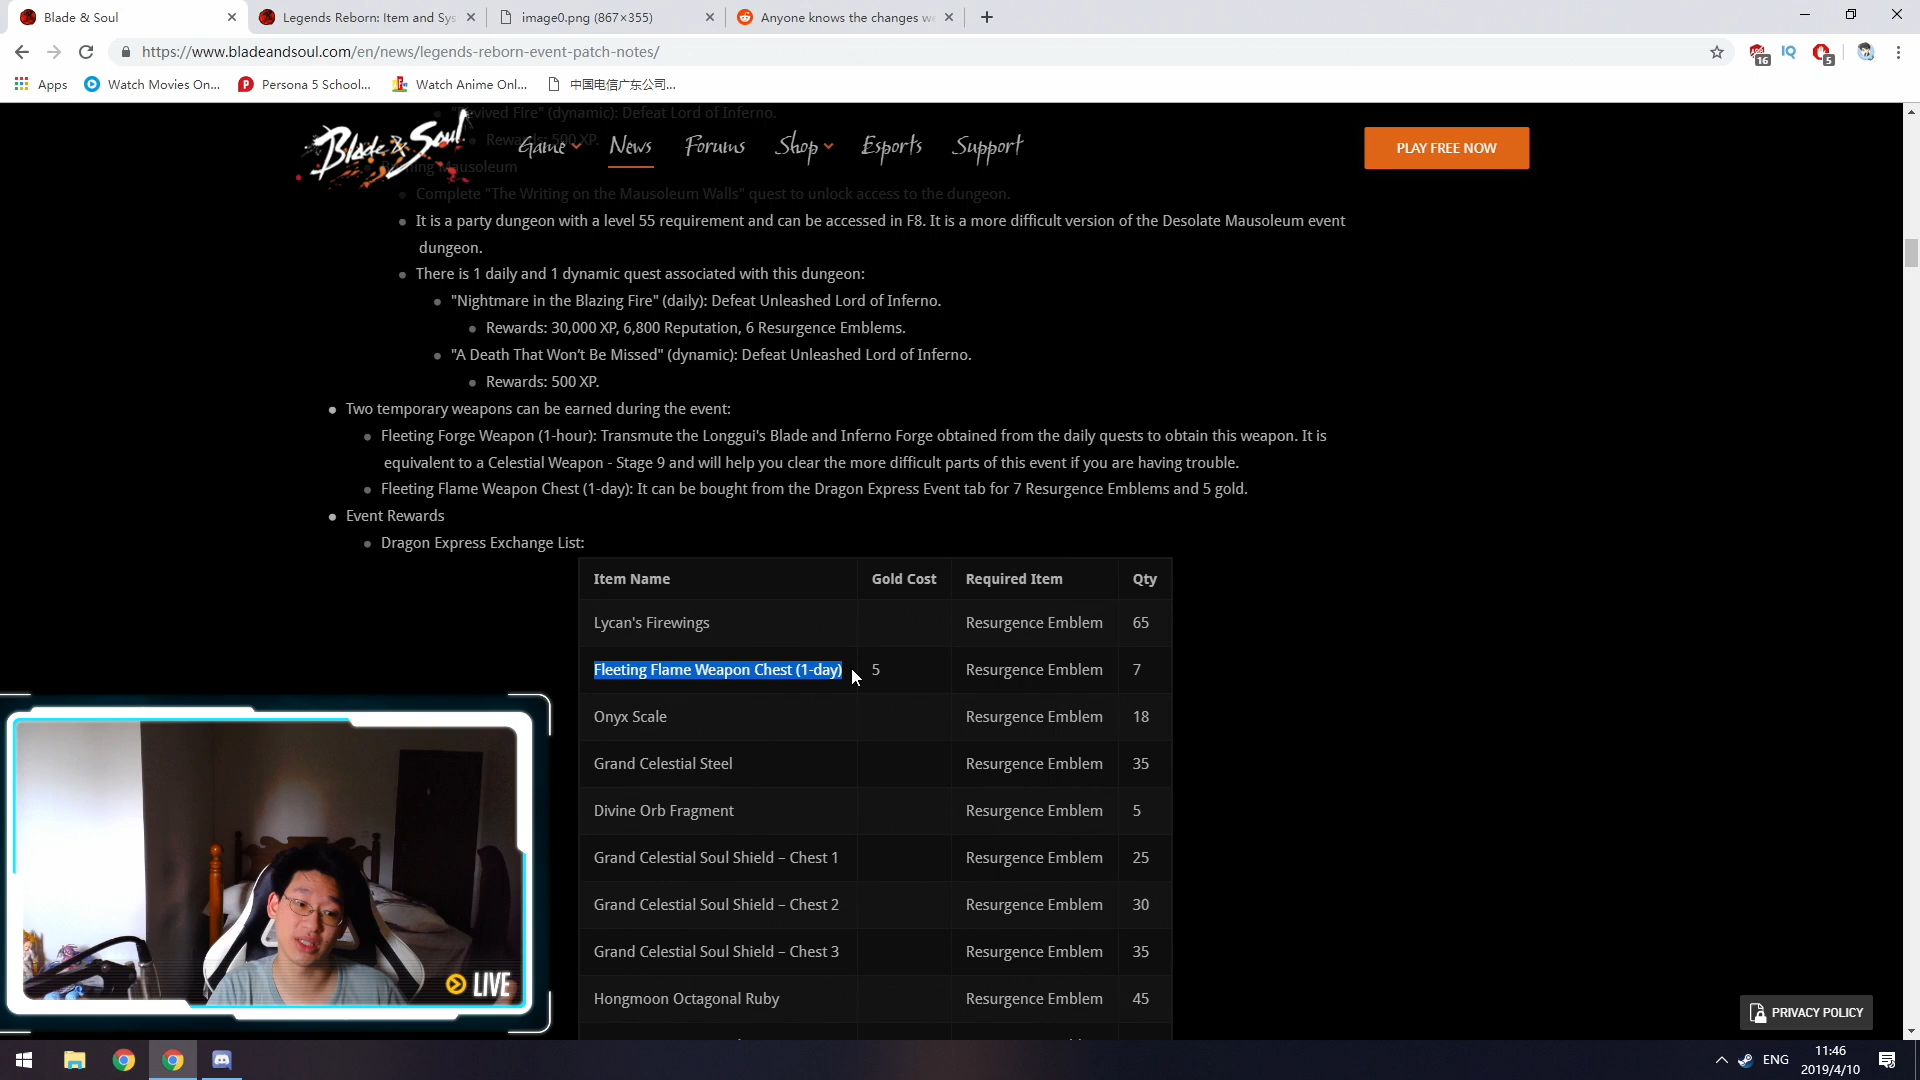 Blade & Soul
Legends Reborn: Item and Sys
image0.png (867×355)
Anyone knows the changes we
https://www.bladeandsoul.com/en/news/legends-reborn-event-patch-notes/
16
IQ
5
Apps
Watch Movies On...
Persona 5 School...
Watch Anime Onl...
中国电信广东公司...
(dynamic): Defeat Lord of Inferno.
Rewards: 500 XP.
Blade & Soul
Game
News
Forums
Shop
Esports
Support
PLAY FREE NOW
Mausoleum
Complete "The Writing on the Mausoleum Walls" quest to unlock access to the dungeon.
It is a party dungeon with a level 55 requirement and can be accessed in F8. It is a more difficult version of the Desolate Mausoleum event
dungeon.
There is 1 daily and 1 dynamic quest associated with this dungeon:
"Nightmare in the Blazing Fire" (daily): Defeat Unleashed Lord of Inferno.
Rewards: 30,000 XP, 6,800 Reputation, 6 Resurgence Emblems.
"A Death That Won’t Be Missed" (dynamic): Defeat Unleashed Lord of Inferno.
Rewards: 500 XP.
Two temporary weapons can be earned during the event:
Fleeting Forge Weapon (1-hour): Transmute the Longgui's Blade and Inferno Forge obtained from the daily quests to obtain this weapon. It is
equivalent to a Celestial Weapon - Stage 9 and will help you clear the more difficult parts of this event if you are having trouble.
Fleeting Flame Weapon Chest (1-day): It can be bought from the Dragon Express Event tab for 7 Resurgence Emblems and 5 gold.
Event Rewards
Dragon Express Exchange List:
Item Name Gold Cost Required Item Qty
Lycan's Firewings Resurgence Emblem 65
Fleeting Flame Weapon Chest (1-day) 5 Resurgence Emblem 7
Onyx Scale Resurgence Emblem 18
Grand Celestial Steel Resurgence Emblem 35
Divine Orb Fragment Resurgence Emblem 5
Grand Celestial Soul Shield – Chest 1 Resurgence Emblem 25
Grand Celestial Soul Shield – Chest 2 Resurgence Emblem 30
Grand Celestial Soul Shield – Chest 3 Resurgence Emblem 35
Hongmoon Octagonal Ruby Resurgence Emblem 45
LIVE
PRIVACY POLICY
ENG
11:46
2019/4/10